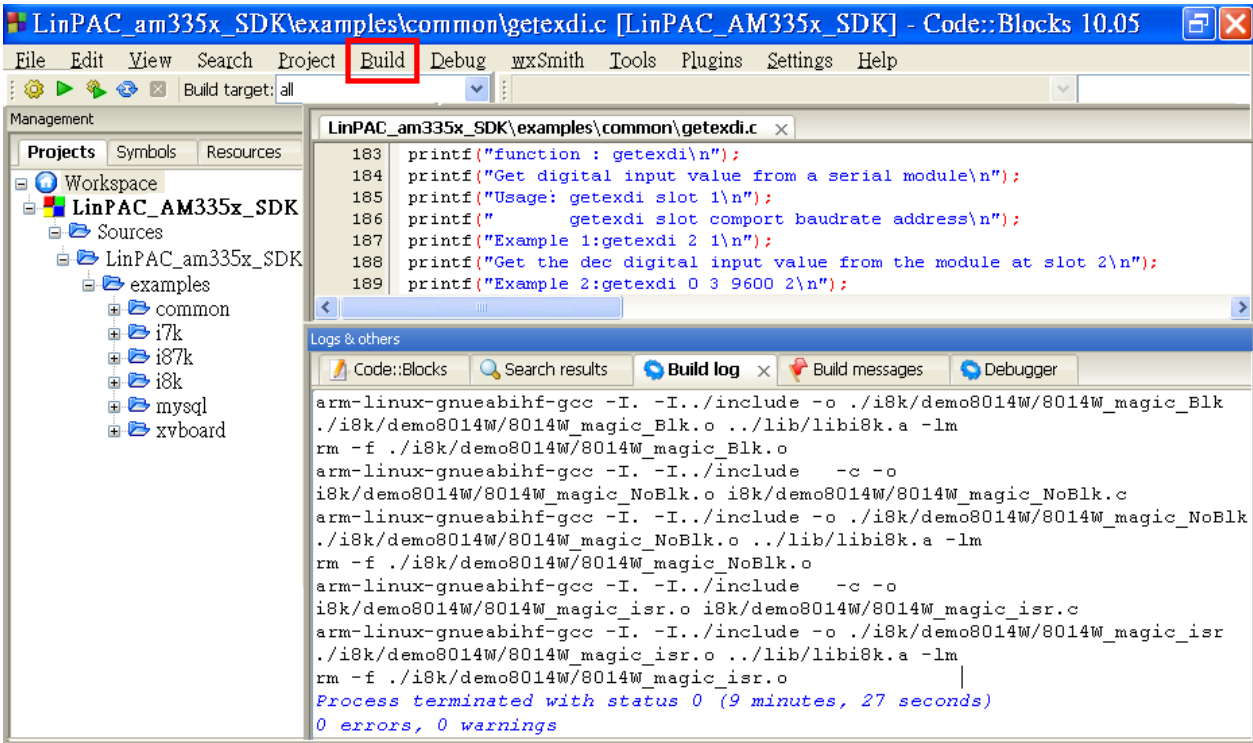 LinPAC_am335x_SDK\examples\common\getexdi.c [LinPAC_AM335x_SDK] - Code::Blocks 10.05
File Edit View Search Project Build Debug wxSmith Tools Plugins Settings Help
Build target: all
Management
Projects Symbols Resources
Workspace
LinPAC_AM335x_SDK
Sources
LinPAC_am335x_SDK
examples
common
i7k
i87k
i8k
mysql
xvboard
LinPAC_am335x_SDK\examples\common\getexdi.c
183 printf("function : getexdi\n");
184 printf("Get digital input value from a serial module\n");
185 printf("Usage: getexdi slot 1\n");
186 printf("       getexdi slot comport baudrate address\n");
187 printf("Example 1:getexdi 2 1\n");
188 printf("Get the dec digital input value from the module at slot 2\n");
189 printf("Example 2:getexdi 0 3 9600 2\n");
Logs & others
Code::Blocks Search results Build log Build messages Debugger
arm-linux-gnueabihf-gcc -I. -I../include -o ./i8k/demo8014W/8014W_magic_Blk
./i8k/demo8014W/8014W_magic_Blk.o ../lib/libi8k.a -lm
rm -f ./i8k/demo8014W/8014W_magic_Blk.o
arm-linux-gnueabihf-gcc -I. -I../include   -c -o
i8k/demo8014W/8014W_magic_NoBlk.o i8k/demo8014W/8014W_magic_NoBlk.c
arm-linux-gnueabihf-gcc -I. -I../include -o ./i8k/demo8014W/8014W_magic_NoBlk
./i8k/demo8014W/8014W_magic_NoBlk.o ../lib/libi8k.a -lm
rm -f ./i8k/demo8014W/8014W_magic_NoBlk.o
arm-linux-gnueabihf-gcc -I. -I../include   -c -o
i8k/demo8014W/8014W_magic_isr.o i8k/demo8014W/8014W_magic_isr.c
arm-linux-gnueabihf-gcc -I. -I../include -o ./i8k/demo8014W/8014W_magic_isr
./i8k/demo8014W/8014W_magic_isr.o ../lib/libi8k.a -lm
rm -f ./i8k/demo8014W/8014W_magic_isr.o
Process terminated with status 0 (9 minutes, 27 seconds)
0 errors, 0 warnings